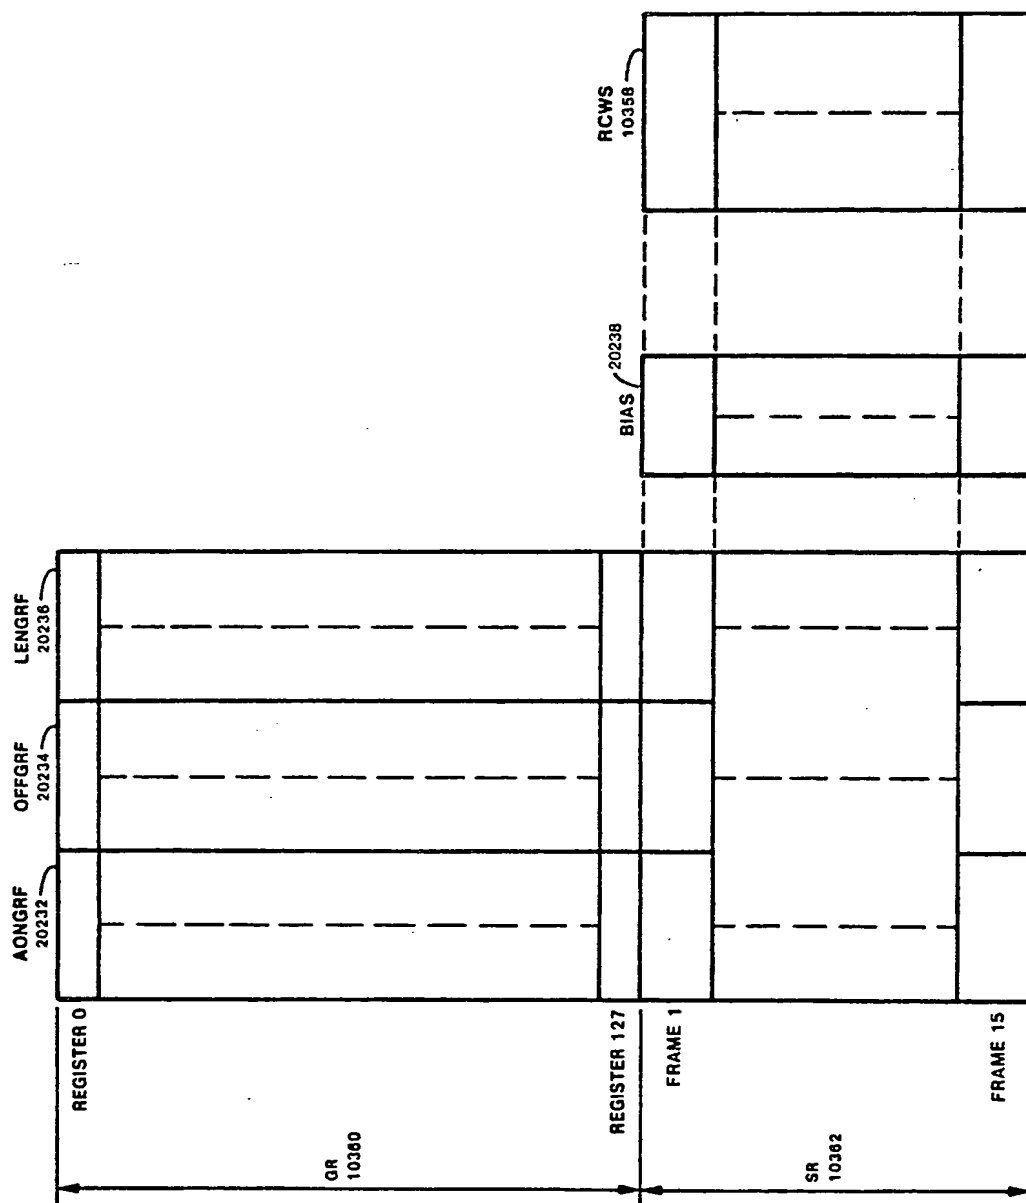 AONGRF
20232
OFFGRF
20234
LENGRF
20236
BIAS
20238
RCWS
10358
REGISTER 0
REGISTER 127
FRAME 1
FRAME 15
GR
10360
SR
10362